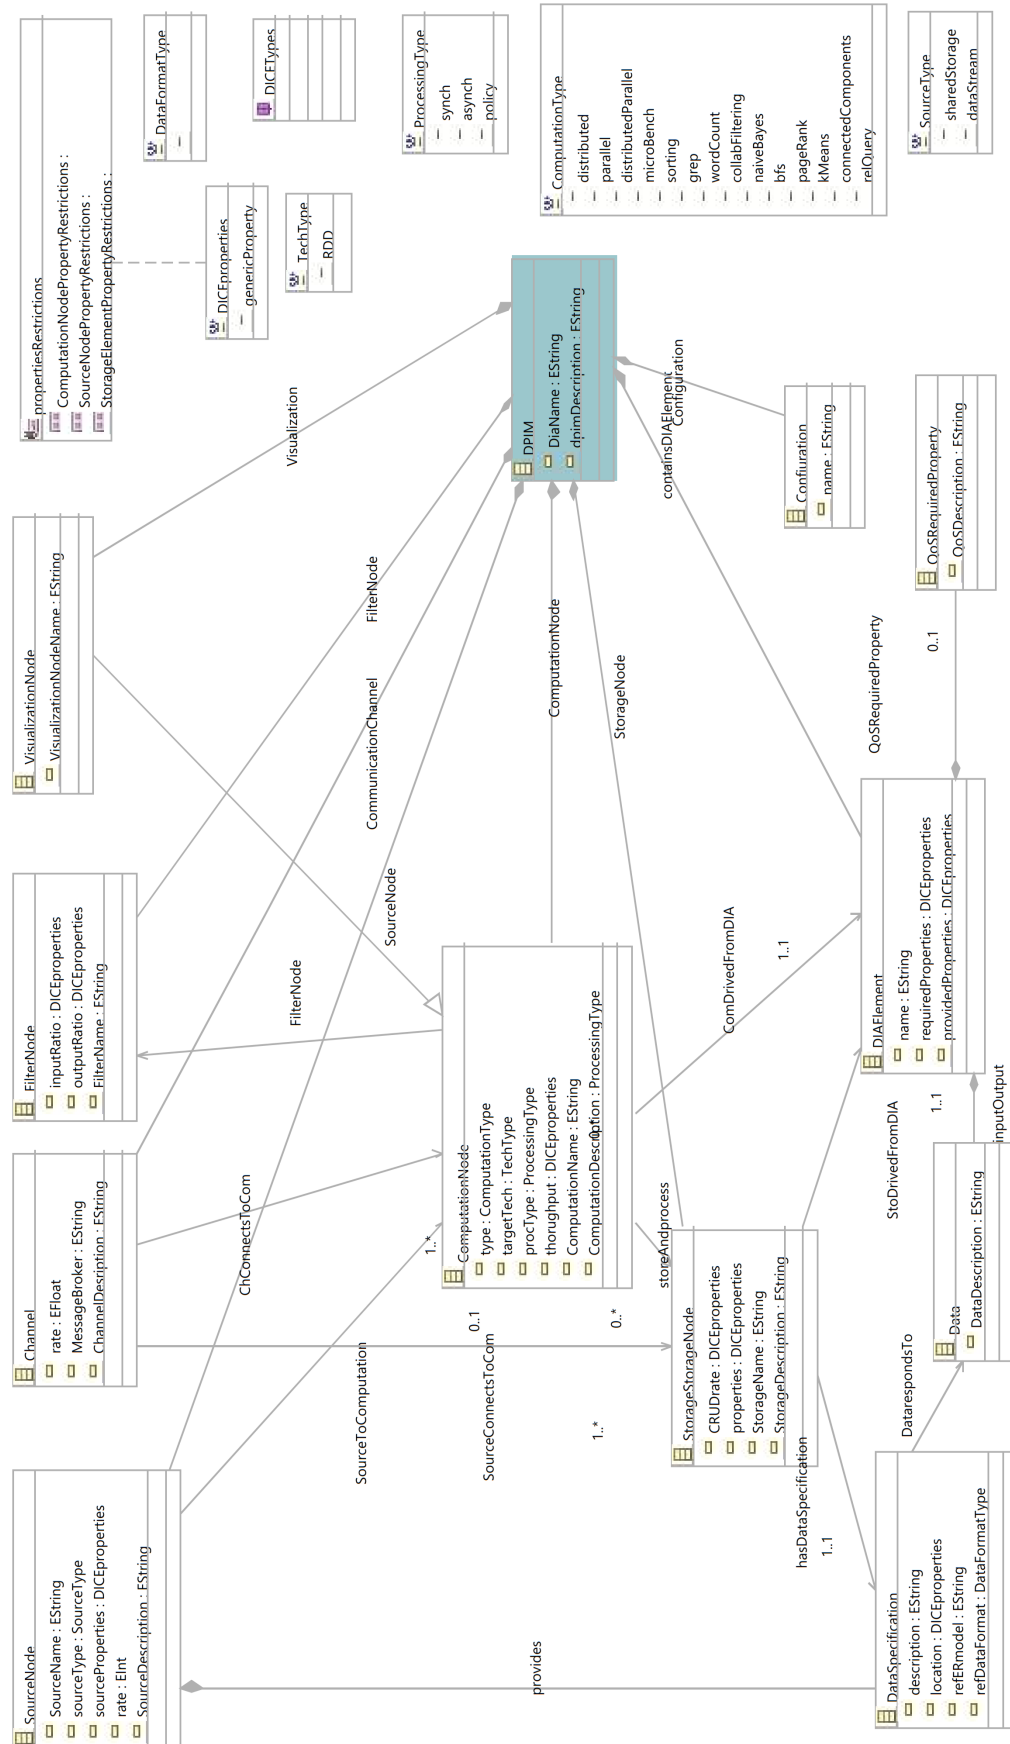 propertiesRestrictions
ComputationNodePropertyRestrictions :
SourceNodePropertyRestrictions :
StorageElementPropertyRestrictions :
DataFormatType
DICETypes
ProcessingType
synch
asynch
policy
ComputationType
distributed
parallel
distributedParallel
microBench
sorting
grep
wordCount
collabFiltering
naiveBayes
bfs
pageRank
kMeans
connectedComponents
relQuery
SourceType
sharedStorage
dataStream
DICEproperties
genericProperty
TechType
RDD
DPIM
DiaName : EString
dpimDescription : EString
Visualization
containsDIAElement
Configuration
Confiuration
name : EString
QoSRequiredProperty
QoSDescription : EString
VisualizationNode
VisualizationNodeName : EString
FilterNode
CommunicationChannel
ComputationNode
StorageNode
QoSRequiredProperty
0..1
FilterNode
inputRatio : DICEproperties
outputRatio : DICEproperties
FilterName : EString
SourceNode
FilterNode
ComDrivedFromDIA
1..1
DIAElement
name : EString
requiredProperties : DICEproperties
providedProperties : DICEproperties
Channel
rate : EFloat
MessageBroker : EString
ChannelDesription : EString
ChConnectsToCom
1..*
ComputationNode
type : ComputationType
targetTech : TechType
procType : ProcessingType
thorughput : DICEproperties
ComputationName : EString
ComputationDescription : ProcessingType
0..1
0..*
storeAndprocess
StoDrivedFromDIA
1..1
inputOutput
StorageStorageNode
CRUDrate : DICEproperties
properties : DICEproperties
StorageName : EString
StorageDescription : EString
Data
DataDescription : EString
SourceToComputation
SourceConnectsToCom
1..*
hasDataSpecification
1..1
DatarespondsTo
SourceNode
SourceName : EString
sourceType : SourceType
sourceProperties : DICEproperties
rate : EInt
SourceDescription : EString
provides
DataSpecification
description : EString
location : DICEproperties
refERmodel : EString
refDataFormat : DataFormatType